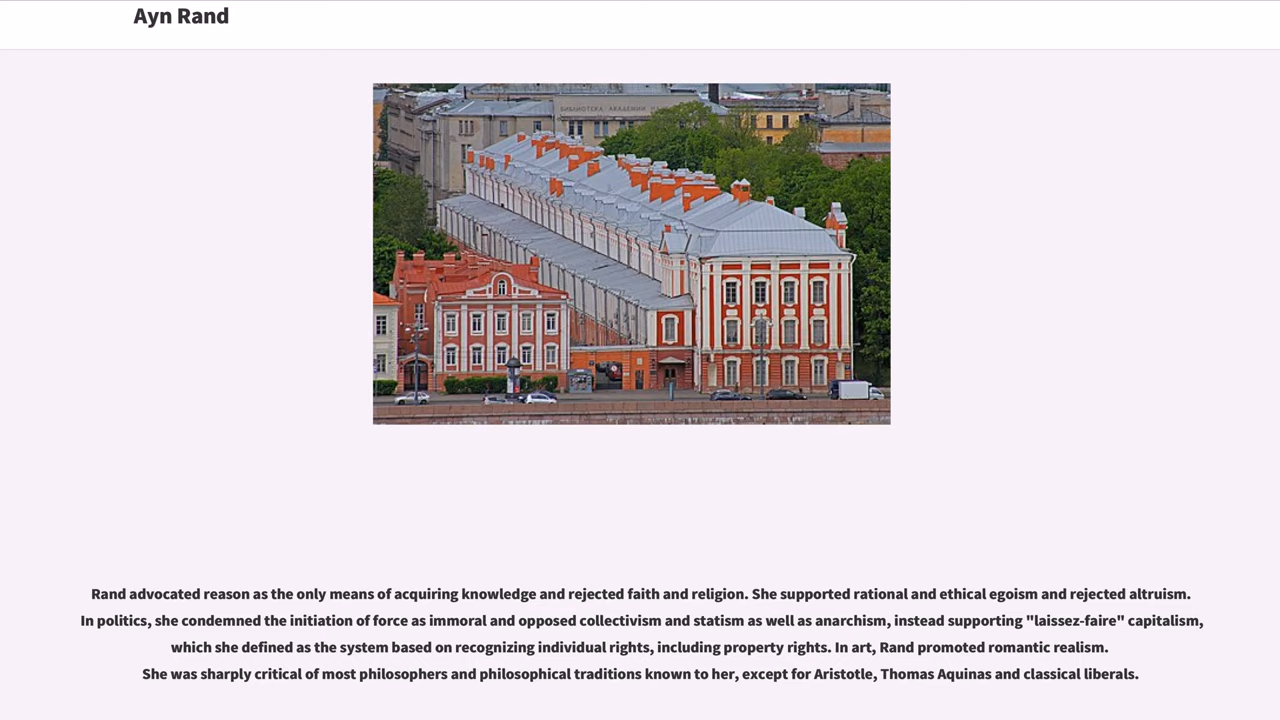 Ayn Rand
БИБЛИОТЕКА АКАДЕМИИ
Rand advocated reason as the only means of acquiring knowledge and rejected faith and religion. She supported rational and ethical egoism and rejected altruism.
In politics, she condemned the initiation of force as immoral and opposed collectivism and statism as well as anarchism, instead supporting "laissez-faire" capitalism,
which she defined as the system based on recognizing individual rights, including property rights. In art, Rand promoted romantic realism.
She was sharply critical of most philosophers and philosophical traditions known to her, except for Aristotle, Thomas Aquinas and classical liberals.